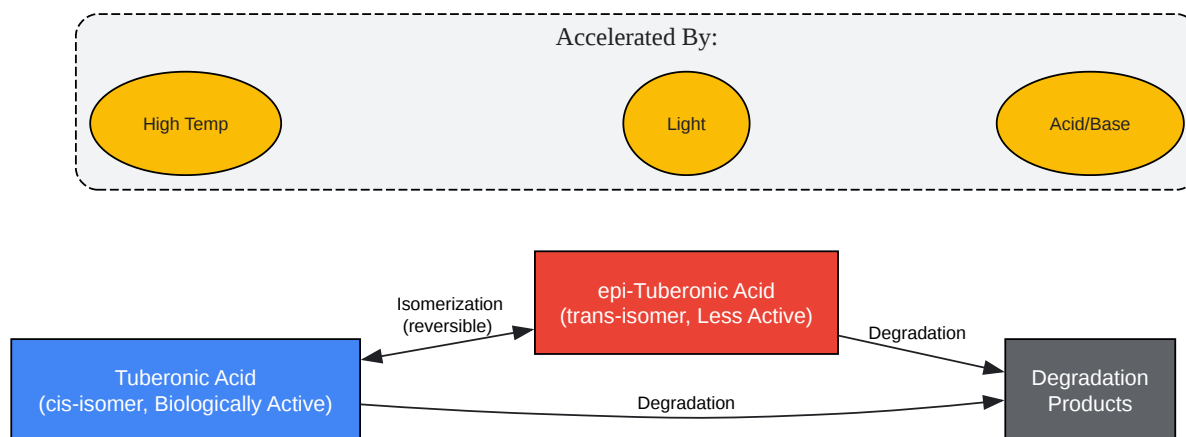 Accelerated By:
High Temp
Light
Acid/Base
epi-Tuberonic Acid
(trans-isomer, Less Active)
Isomerization
(reversible)
Degradation
Tuberonic Acid
(cis-isomer, Biologically Active)
Degradation
Degradation
Products